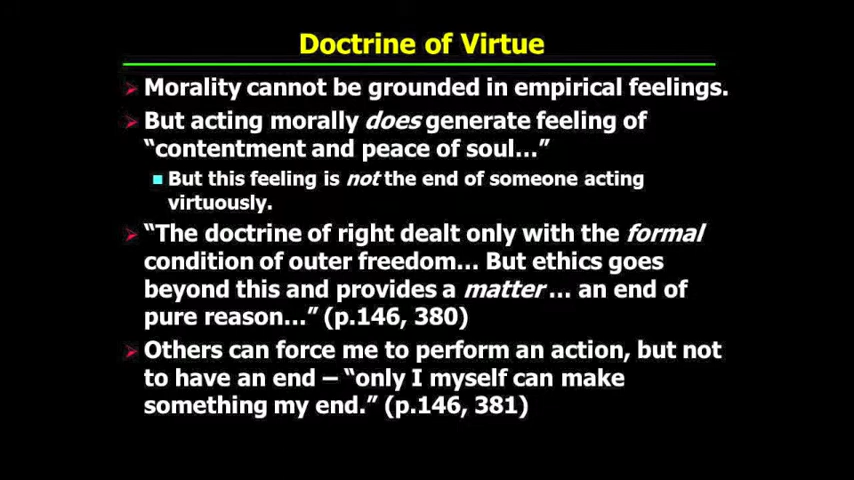 Doctrine of Virtue
Morality cannot be grounded in empirical feelings.
But acting morally does generate feeling of
“contentment and peace of soul…”
But this feeling is not the end of someone acting
virtuously.
“The doctrine of right dealt only with the formal
condition of outer freedom… But ethics goes
beyond this and provides a matter … an end of
pure reason…” (p.146, 380)
Others can force me to perform an action, but not
to have an end – “only I myself can make
something my end.” (p.146, 381)